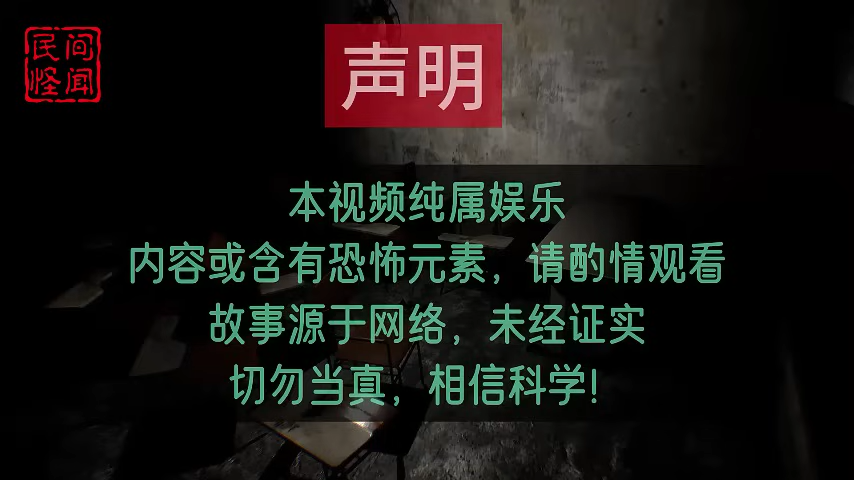 民间
怪闻
声明
本视频纯属娱乐
内容或含有恐怖元素，请酌情观看
故事源于网络，未经证实
切勿当真，相信科学！